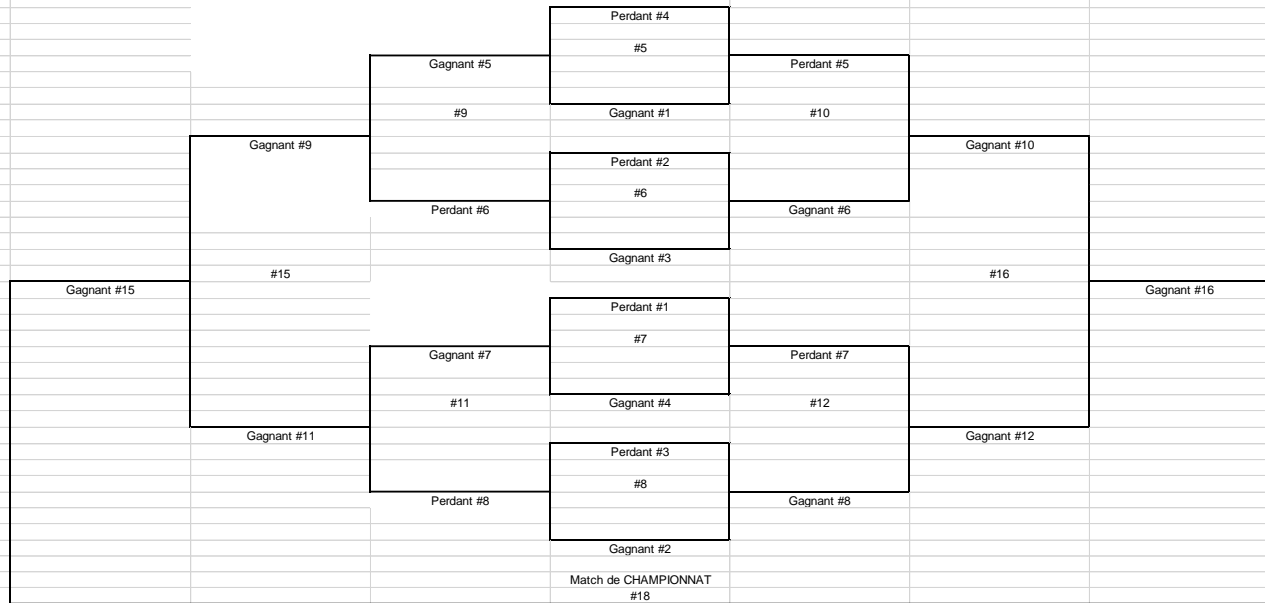 Perdant #4
#5
Gagnant #5
Perdant #5
#9
Gagnant #1
#10
Gagnant #9
Gagnant #10
Perdant #2
#6
Perdant #6
Gagnant #6
Gagnant #3
#15
#16
Gagnant #15
Gagnant #16
Perdant #1
#7
Gagnant #7
Perdant #7
#11
Gagnant #4
#12
Gagnant #11
Gagnant #12
Perdant #3
#8
Perdant #8
Gagnant #8
Gagnant #2
Match de CHAMPIONNAT
#18